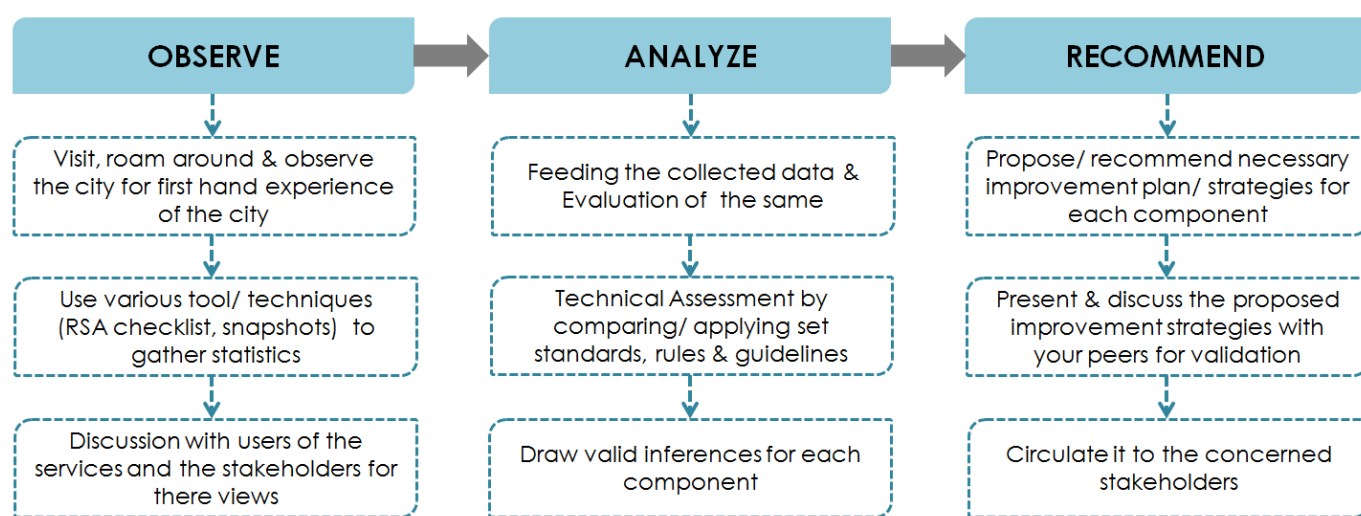 OBSERVE
Visit, roam around & observe
the city for first hand experience
of the city
Use various tool/ techniques
(RSA checklist, snapshots) to
gather statistics
Discussion with users of the
services and the stakeholders for
there views
ANALYZE
Feeding the collected data &
Evaluation of the same
Technical Assessment by
comparing/ applying set
standards, rules & guidelines
Draw valid inferences for each
component
RECOMMEND
Propose/ recommend necessary
improvement plan/ strategies for
each component
Present & discuss the proposed
improvement strategies with
your peers for validation
Circulate it to the concerned
stakeholders